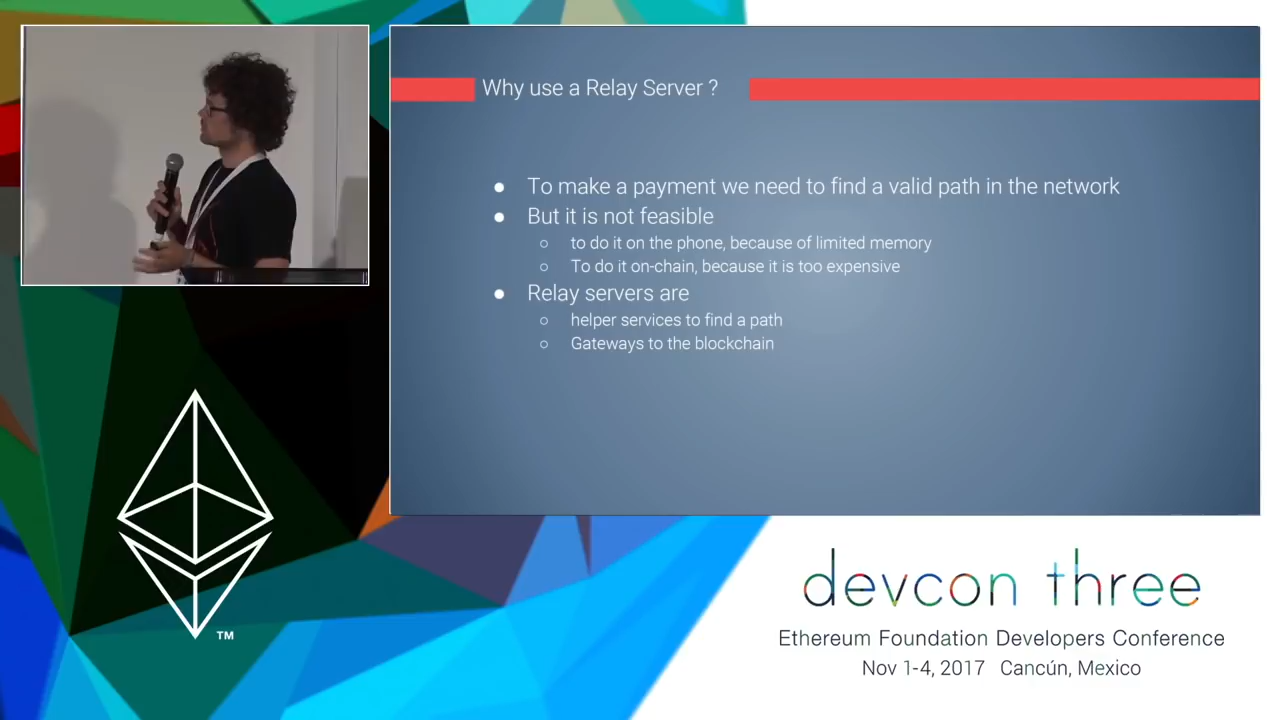 Why use a Relay Server ?
● To make a payment we need to find a valid path in the network
● But it is not feasible
○ to do it on the phone, because of limited memory
○ To do it on-chain, because it is too expensive
● Relay servers are
○ helper services to find a path
○ Gateways to the blockchain
TM
devcon three
Ethereum Foundation Developers Conference
Nov 1-4, 2017 Cancún, Mexico